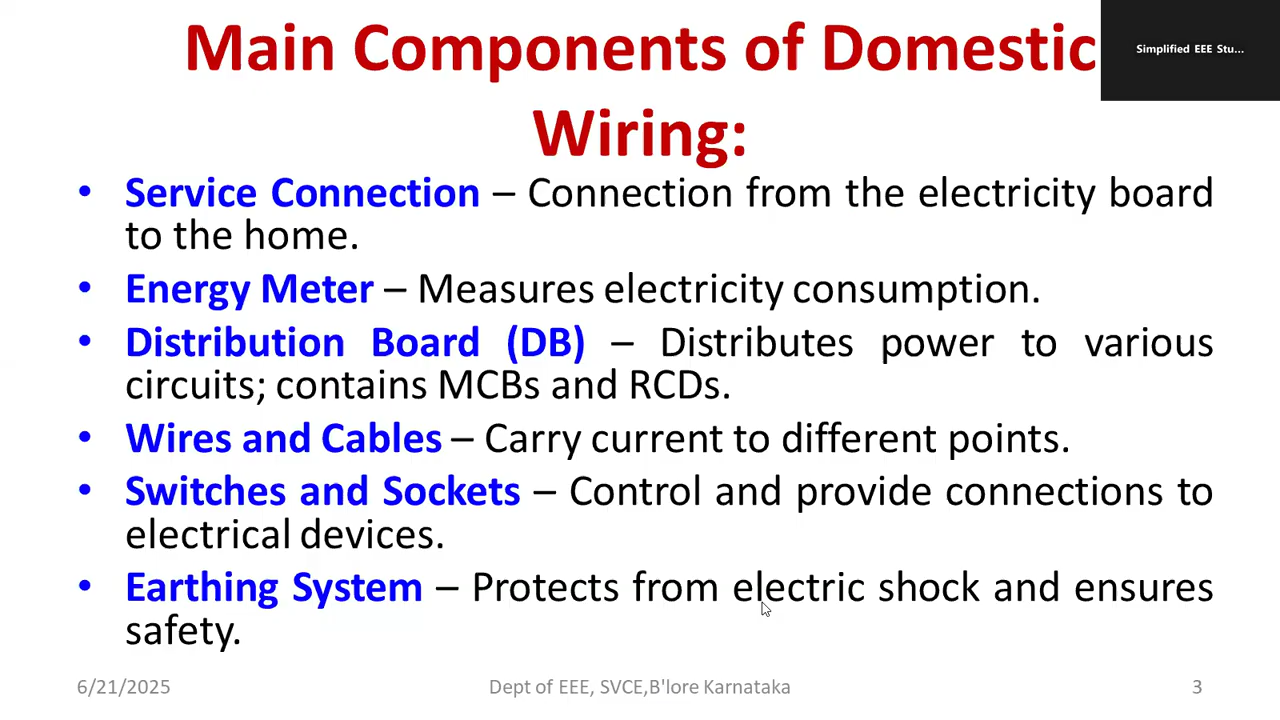 Main Components of Domestic
Wiring:
Simplified EEE Stu...
• Service Connection – Connection from the electricity board
to the home.
• Energy Meter – Measures electricity consumption.
• Distribution Board (DB) – Distributes power to various
circuits; contains MCBs and RCDs.
• Wires and Cables – Carry current to different points.
• Switches and Sockets – Control and provide connections to
electrical devices.
• Earthing System – Protects from electric shock and ensures
safety.
6/21/2025 Dept of EEE, SVCE,B'lore Karnataka 3